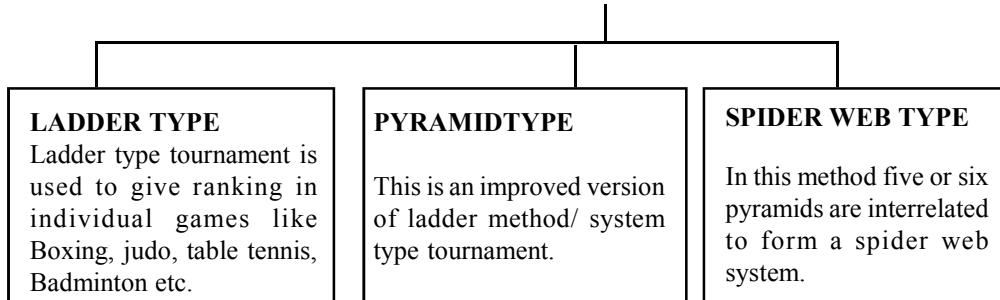 LADDER TYPE
Ladder type tournament is
used to give ranking in
individual games like
Boxing, judo, table tennis,
Badminton etc.
PYRAMIDTYPE
This is an improved version
of ladder method/ system
type tournament.
SPIDER WEB TYPE
In this method five or six
pyramids are interrelated
to form a spider web
system.